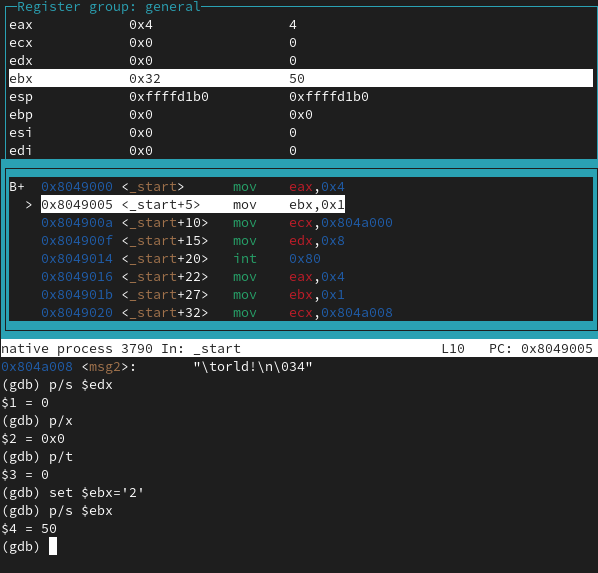 Register group: general
eax 0x4 4
ecx 0x0 0
edx 0x0 0
ebx 0x32 50
esp 0xffffd1b0 0xffffd1b0
ebp 0x0 0x0
esi 0x0 0
edi 0x0 0
B+ 0x8049000 <_start> mov eax,0x4
> 0x8049005 <_start+5> mov ebx,0x1
0x804900a <_start+10> mov ecx,0x804a000
0x804900f <_start+15> mov edx,0x8
0x8049014 <_start+20> int 0x80
0x8049016 <_start+22> mov eax,0x4
0x804901b <_start+27> mov ebx,0x1
0x8049020 <_start+32> mov ecx,0x804a008
native process 3790 In: _start L10 PC: 0x8049005
0x804a008 <msg2>: "\torld!\n\034"
(gdb) p/s $edx
$1 = 0
(gdb) p/x
$2 = 0x0
(gdb) p/t
$3 = 0
(gdb) set $ebx='2'
(gdb) p/s $ebx
$4 = 50
(gdb)